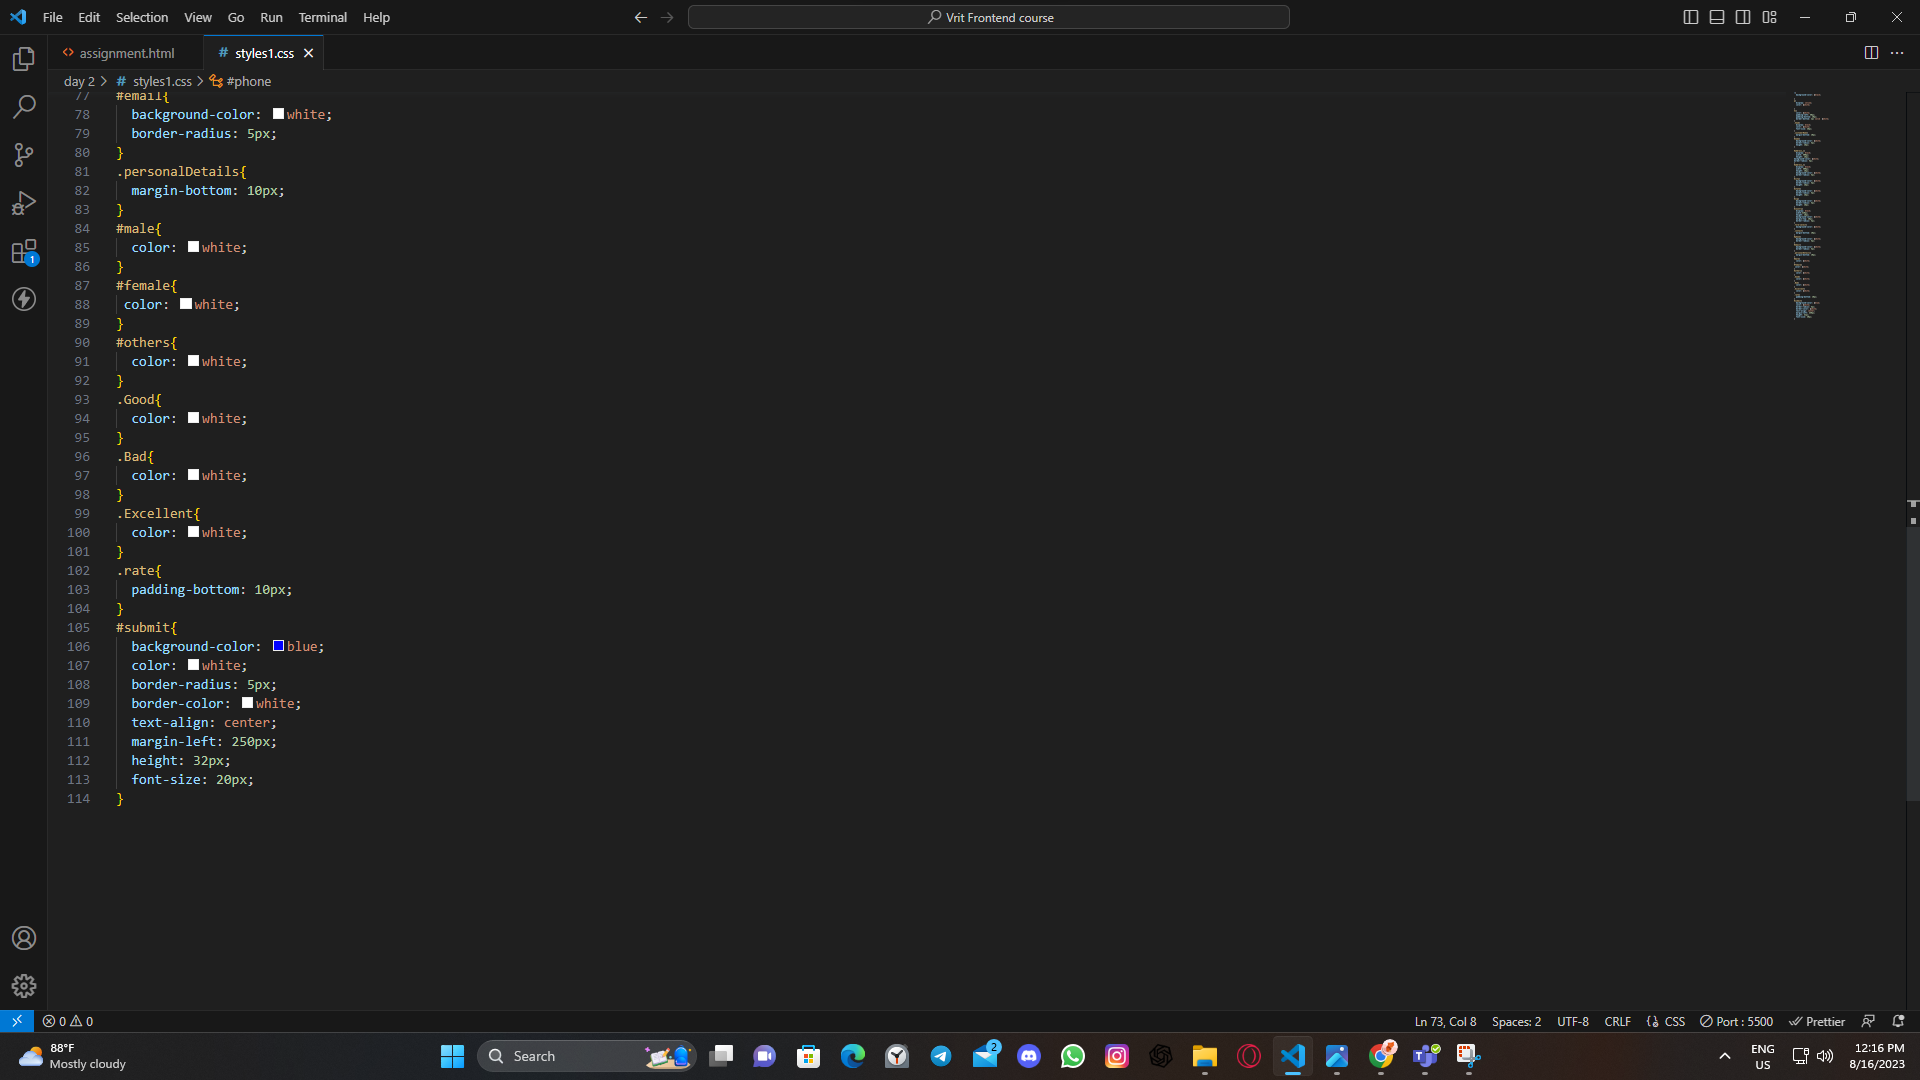 File Edit Selection View Go Run Terminal Help
Vrit Frontend course
assignment.html
# styles1.css
day 2 > # styles1.css > #phone
77 #email{
78 background-color: white;
79 border-radius: 5px;
80 }
81 .personalDetails{
82 margin-bottom: 10px;
83 }
84 #male{
85 color: white;
86 }
87 #female{
88 color: white;
89 }
90 #others{
91 color: white;
92 }
93 .Good{
94 color: white;
95 }
96 .Bad{
97 color: white;
98 }
99 .Excellent{
100 color: white;
101 }
102 .rate{
103 padding-bottom: 10px;
104 }
105 #submit{
106 background-color: blue;
107 color: white;
108 border-radius: 5px;
109 border-color: white;
110 text-align: center;
111 margin-left: 250px;
112 height: 32px;
113 font-size: 20px;
114 }
1
0 0
Ln 73, Col 8 Spaces: 2 UTF-8 CRLF {} CSS Port : 5500 Prettier
88°F
Mostly cloudy
Search
2
ENG
US
12:16 PM
8/16/2023